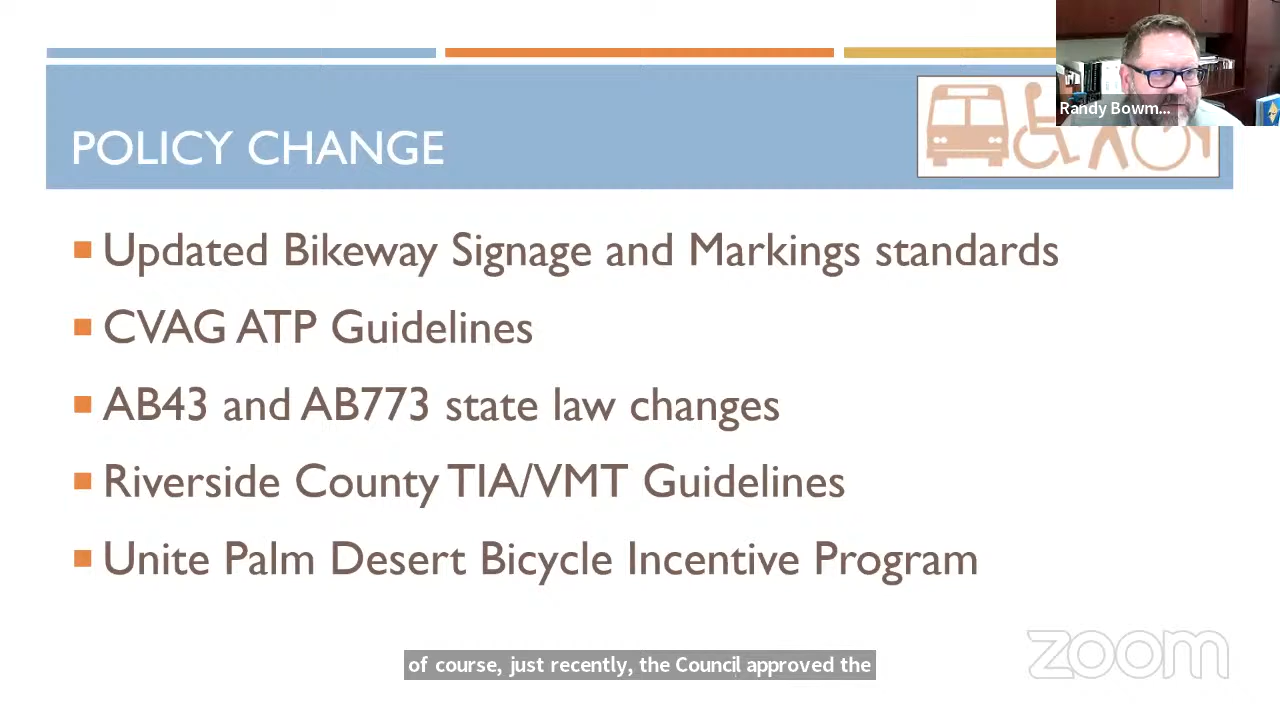 Randy Bowm...
POLICY CHANGE
Updated Bikeway Signage and Markings standards
CVAG ATP Guidelines
AB43 and AB773 state law changes
Riverside County TIA/VMT Guidelines
Unite Palm Desert Bicycle Incentive Program
of course, just recently, the Council approved the
zoom